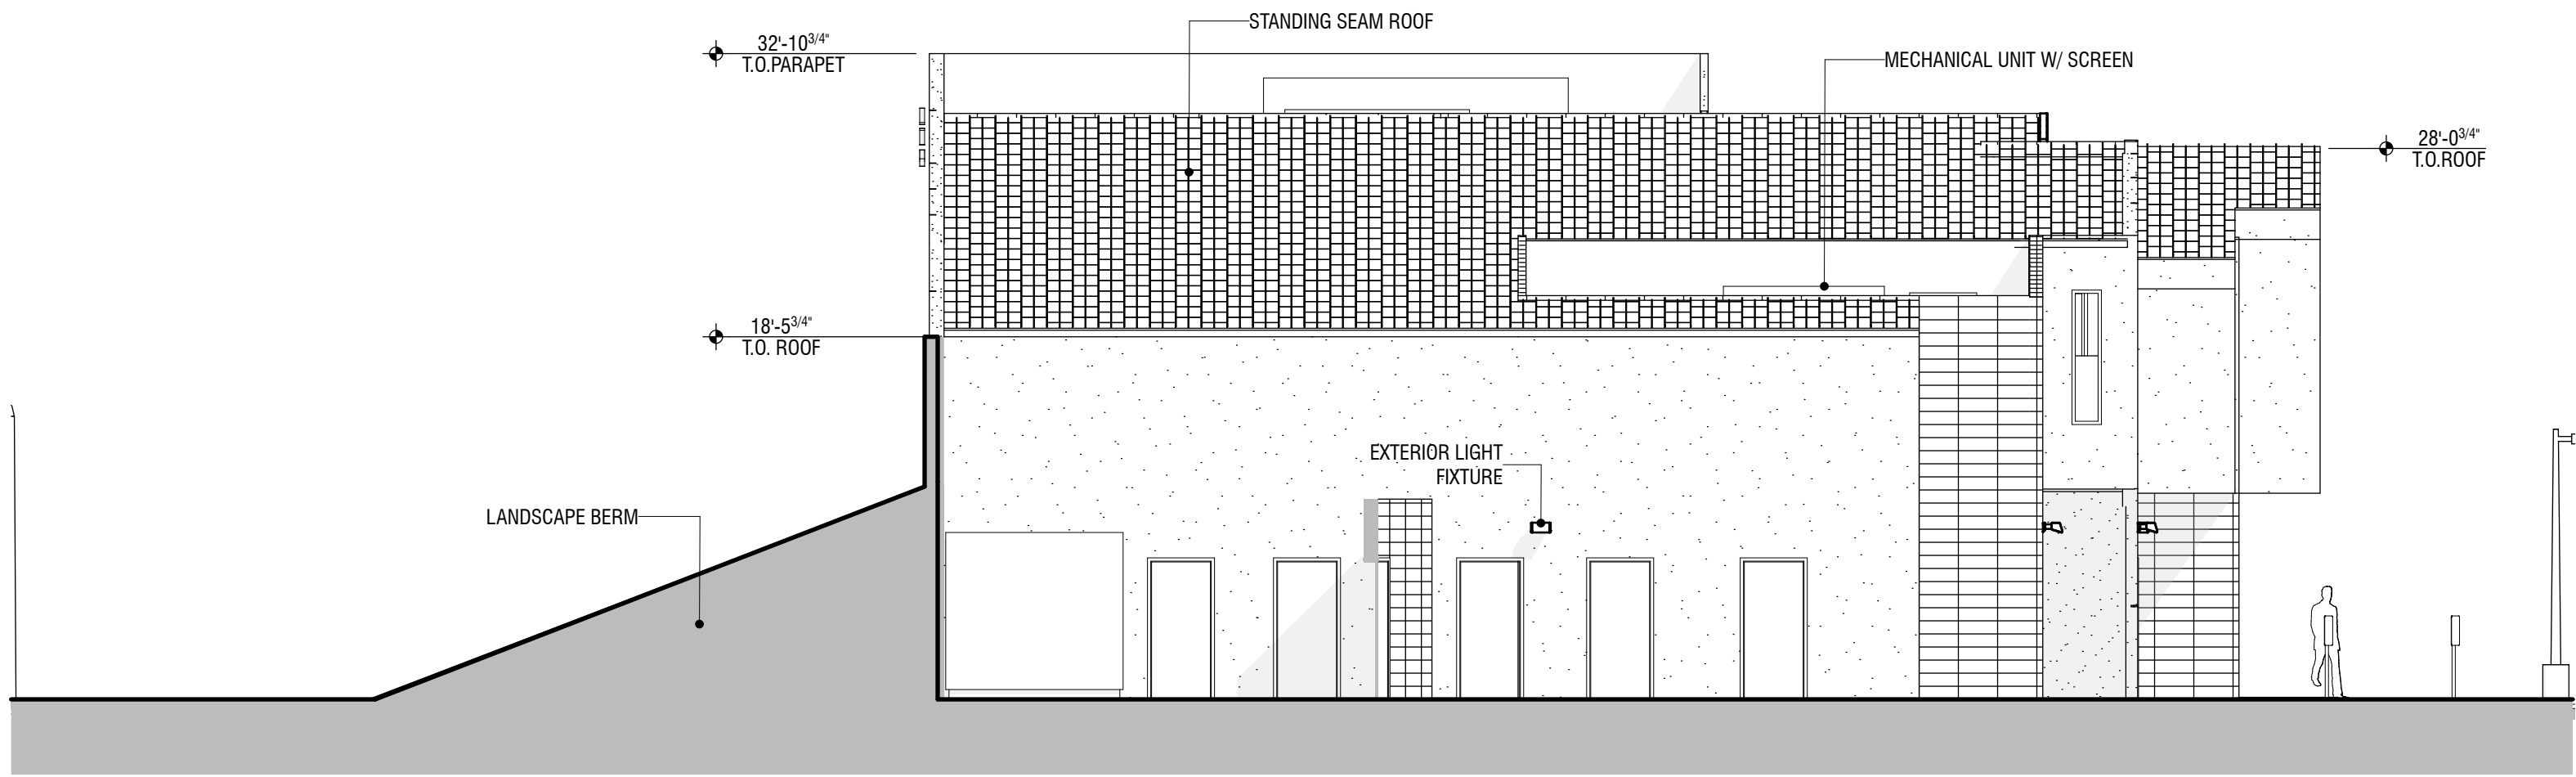 STANDING SEAM ROOF
32'-10 3/4"
T.O.PARAPET
MECHANICAL UNIT W/ SCREEN
28'-0 3/4"
T.O.ROOF
18'-5 3/4"
T.O. ROOF
EXTERIOR LIGHT
FIXTURE
LANDSCAPE BERM